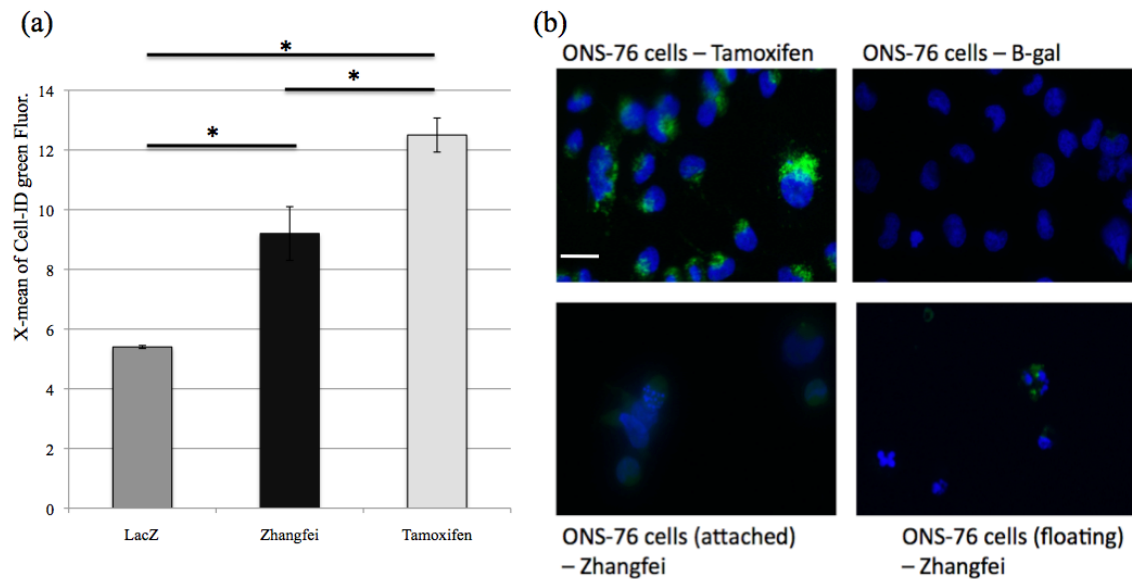 (a)
*
*
*
X-mean of Cell-ID green Fluor.
14
12
10
8
6
4
2
0
LacZ
Zhangfei
Tamoxifen
(b)
ONS-76 cells – Tamoxifen
ONS-76 cells – B-gal
ONS-76 cells (attached)
– Zhangfei
ONS-76 cells (floating)
– Zhangfei